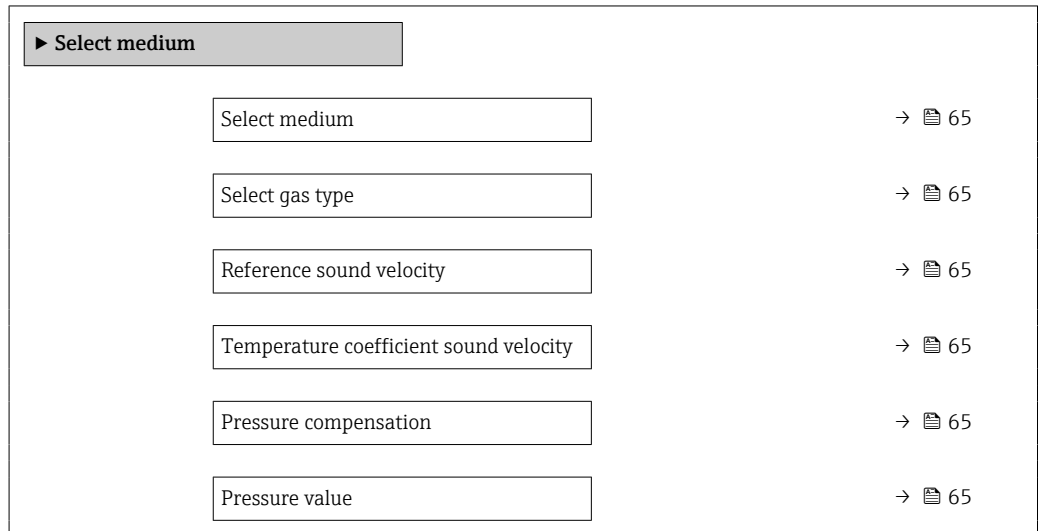 ▶ Select medium
Select medium → 65
Select gas type → 65
Reference sound velocity → 65
Temperature coefficient sound velocity → 65
Pressure compensation → 65
Pressure value → 65